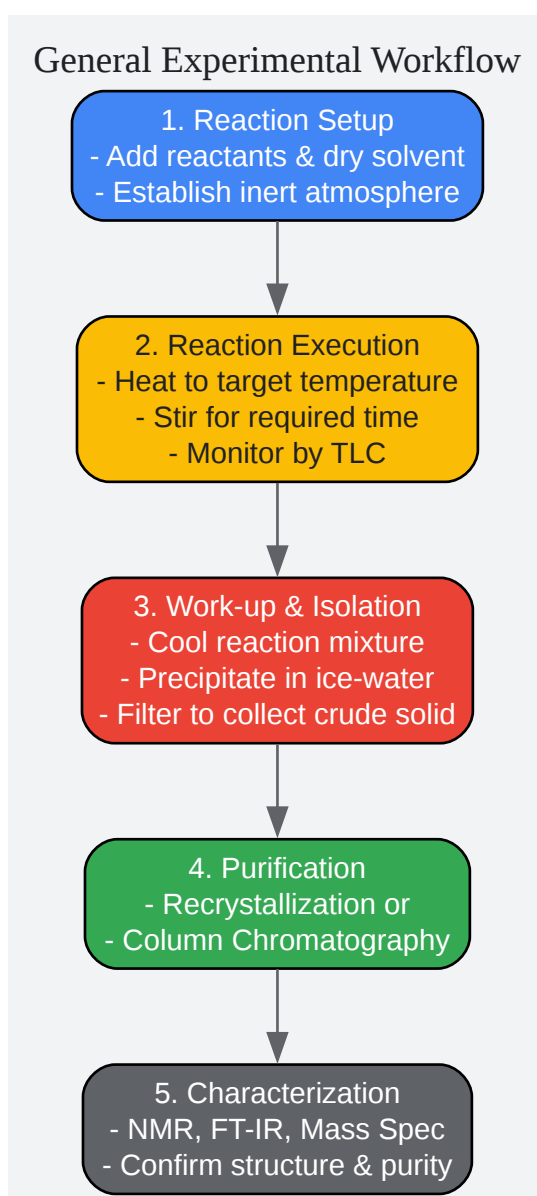 General Experimental Workflow
1. Reaction Setup
- Add reactants & dry solvent
- Establish inert atmosphere
2. Reaction Execution
- Heat to target temperature
- Stir for required time
- Monitor by TLC
3. Work-up & Isolation
- Cool reaction mixture
- Precipitate in ice-water
- Filter to collect crude solid
4. Purification
- Recrystallization or
- Column Chromatography
5. Characterization
- NMR, FT-IR, Mass Spec
- Confirm structure & purity